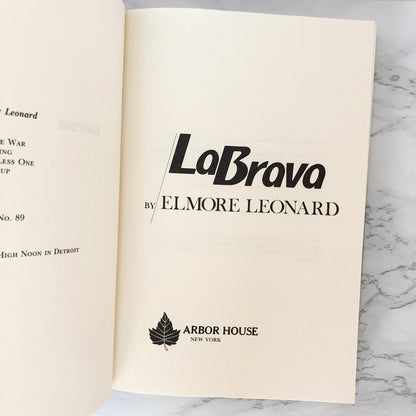 Leonard
WAR
LESS ONE
UP
No. 89
HIGH NOON IN DETROIT
LaBrava
BY ELMORE LEONARD
ARBOR HOUSE
NEW YORK